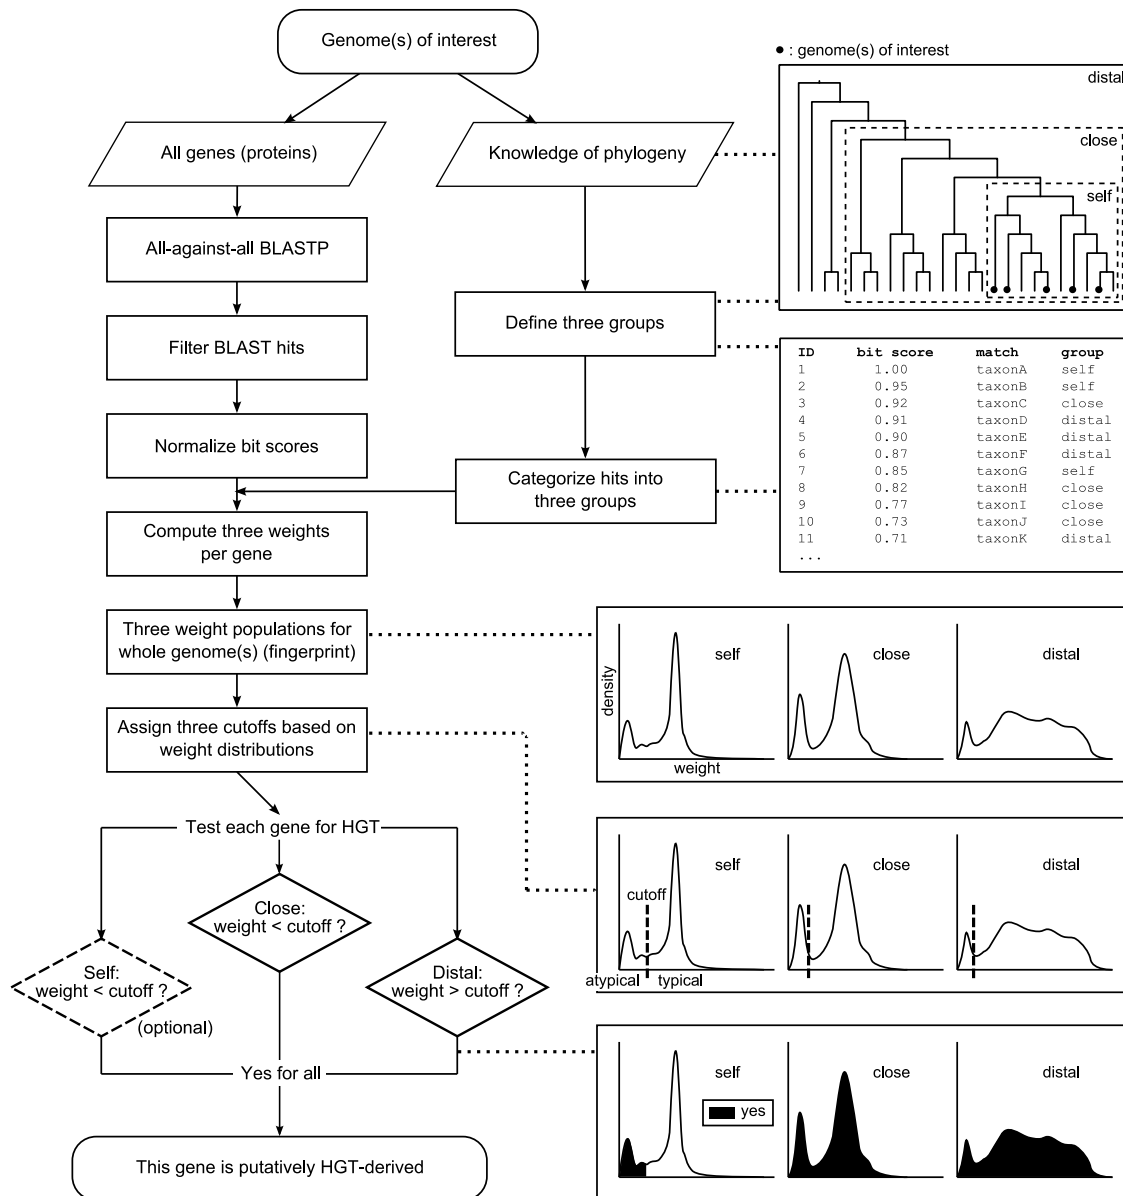 Genome(s) of interest
All genes (proteins)
Knowledge of phylogeny
All-against-all BLASTP
Filter BLAST hits
Define three groups
Normalize bit scores
Categorize hits into
three groups
Compute three weights
per gene
Three weight populations for
whole genome(s) (fingerprint)
Assign three cutoffs based on
weight distributions
Test each gene for HGT
Close:
weight < cutoff ?
Self:
weight < cutoff ?
(optional)
Distal:
weight > cutoff ?
Yes for all
This gene is putatively HGT-derived
● : genome(s) of interest
distal
close
self
ID bit score match group
1 1.00 taxonA self
2 0.95 taxonB self
3 0.92 taxonC close
4 0.91 taxonD distal
5 0.90 taxonE distal
6 0.87 taxonF distal
7 0.85 taxonG self
8 0.82 taxonH close
9 0.77 taxonI close
10 0.73 taxonJ close
11 0.71 taxonK distal
...
self close distal
density
weight
self close distal
cutoff
atypical typical
self close distal
yes